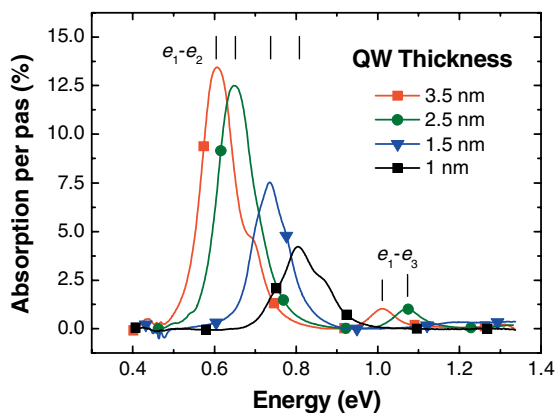 15.0
12.5
10.0
7.5
5.0
2.5
0.0
Absorption per pas (%)
e1-e2
QW Thickness
3.5 nm
2.5 nm
1.5 nm
1 nm
e1-e3
0.4 0.6 0.8 1.0 1.2 1.4
Energy (eV)